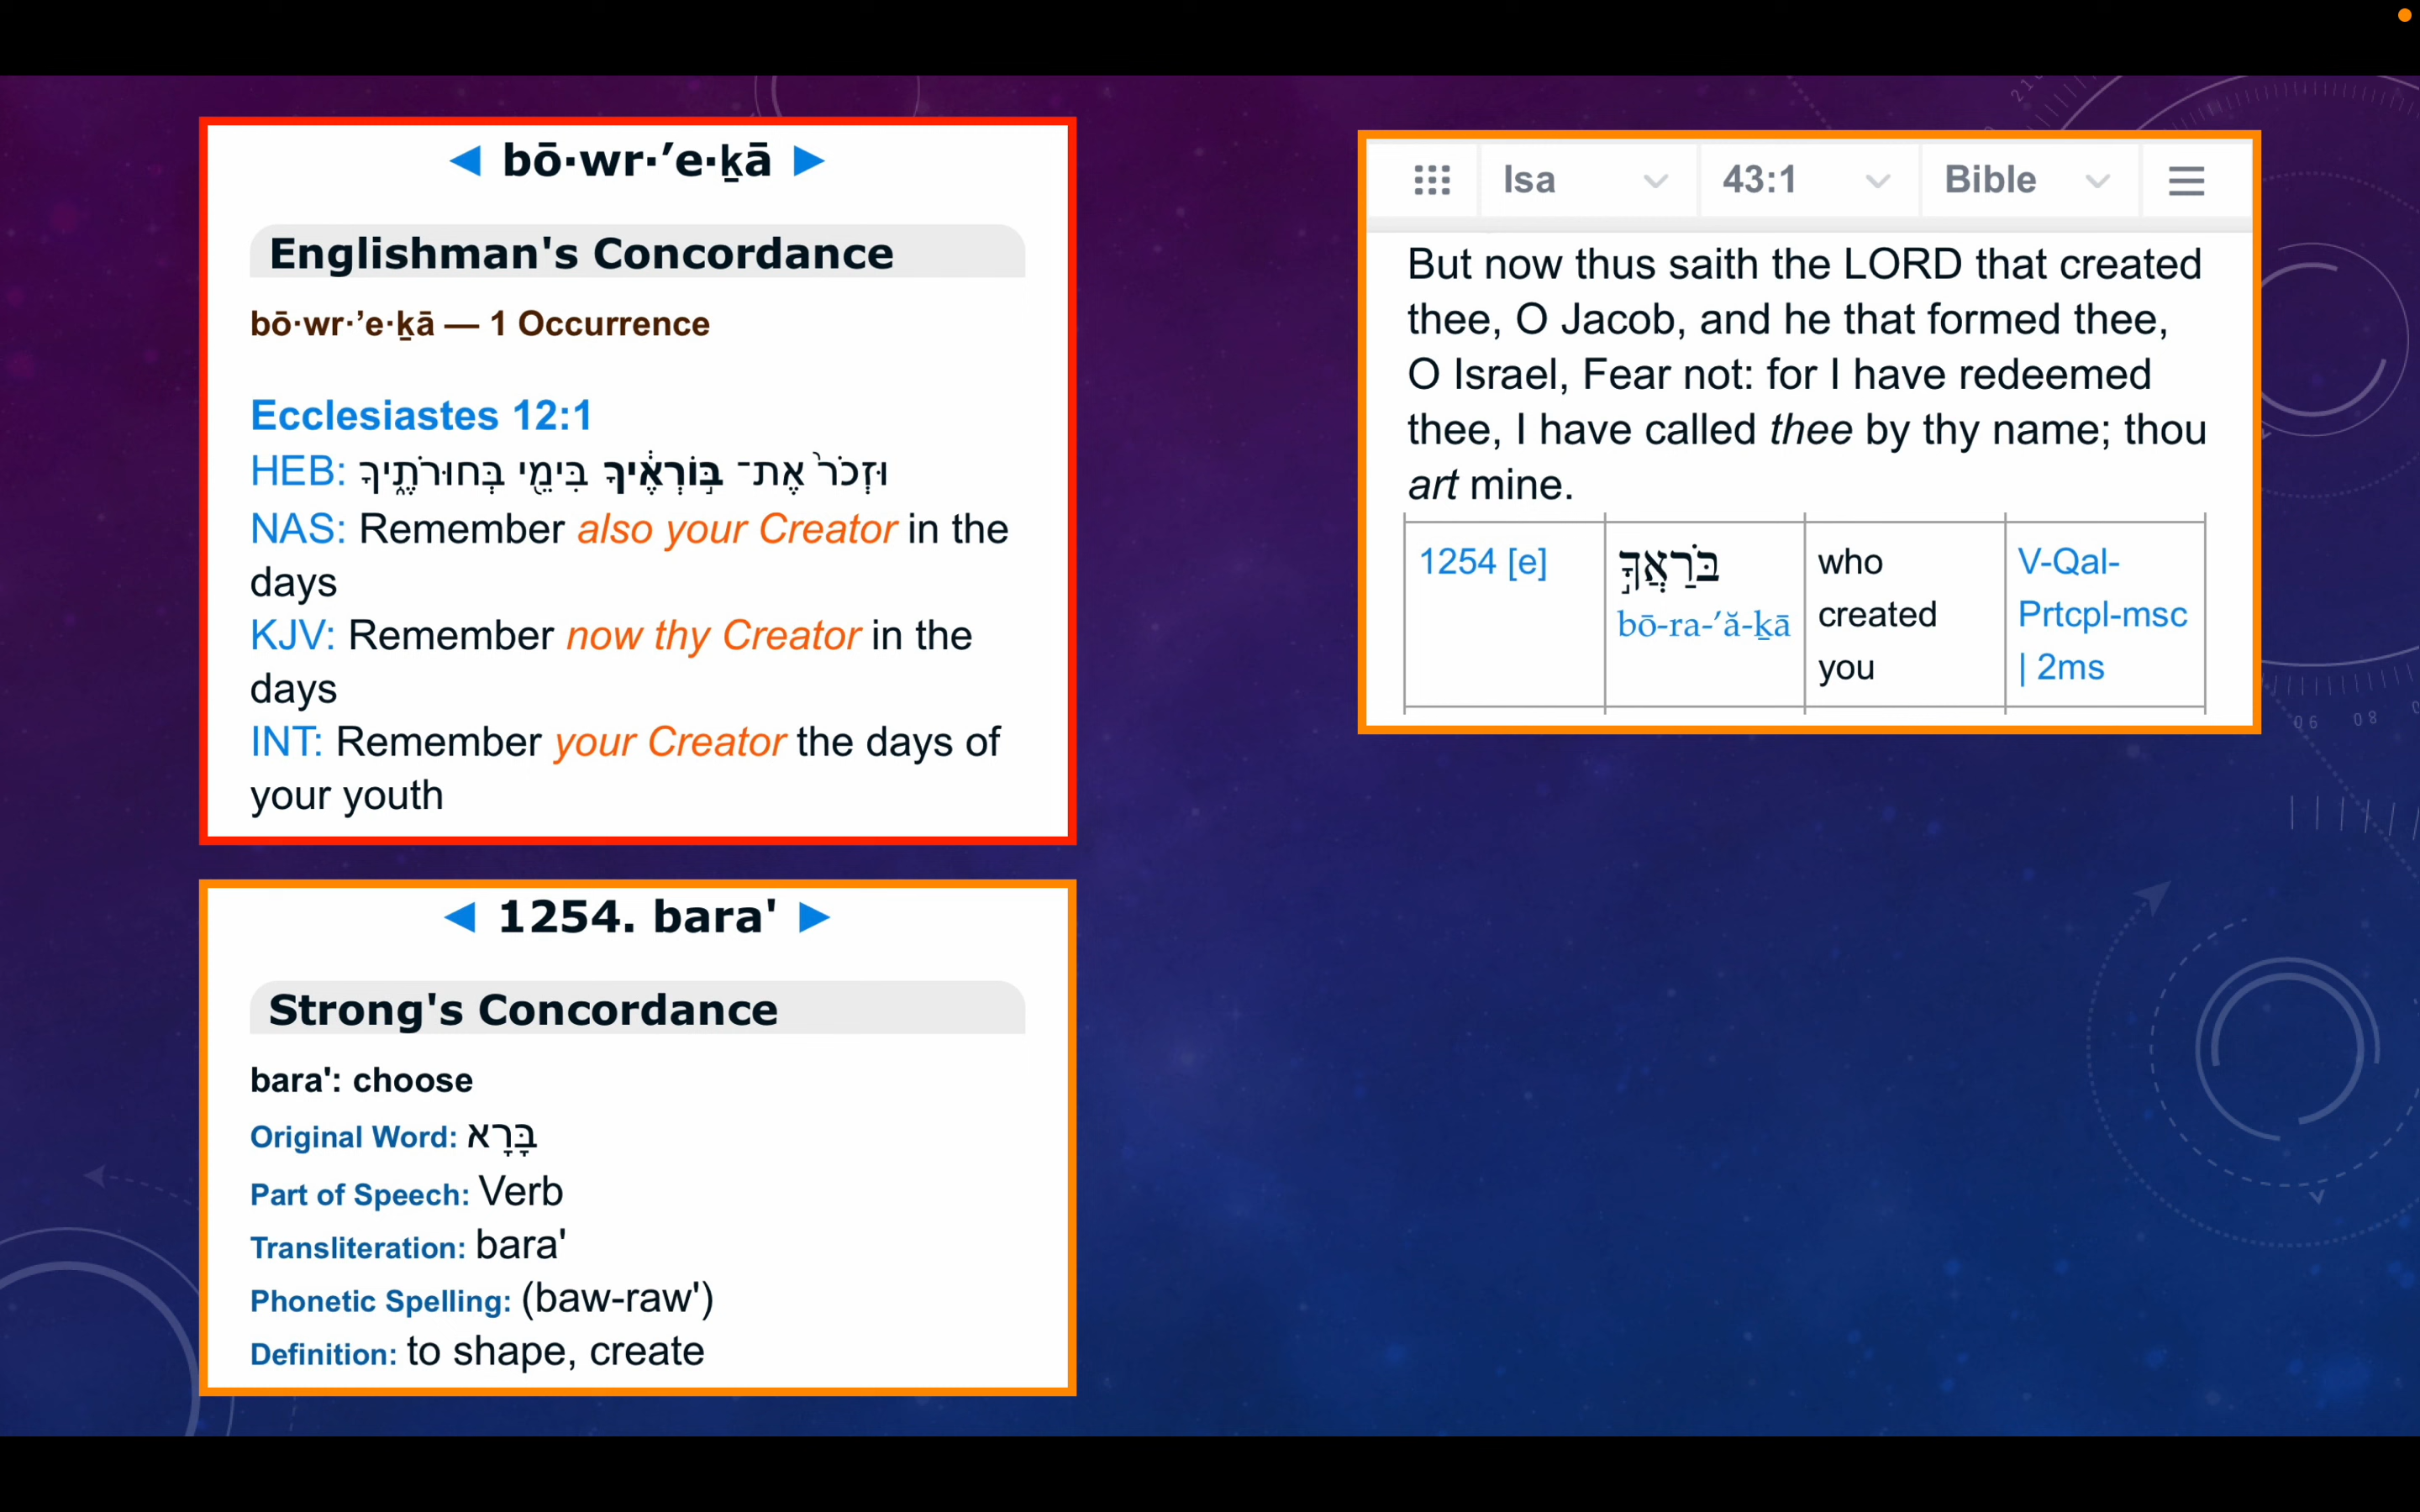 ◀ bō·wr·’e·ḵā ▶
Englishman's Concordance
bō·wr·’e·ḵā — 1 Occurrence
Ecclesiastes 12:1
HEB: וּזְכֹר֙ אֶת־ בּ֣וֹרְאֶ֔יךָ בִּימֵ֖י בְּחוּרֹתֶ֑יךָ
NAS: Remember also your Creator in the
days
KJV: Remember now thy Creator in the
days
INT: Remember your Creator the days of
your youth
◀ 1254. bara' ▶
Strong's Concordance
bara': choose
Original Word: בָּרָא
Part of Speech: Verb
Transliteration: bara'
Phonetic Spelling: (baw-raw')
Definition: to shape, create
Isa 43:1 Bible
But now thus saith the LORD that created
thee, O Jacob, and he that formed thee,
O Israel, Fear not: for I have redeemed
thee, I have called thee by thy name; thou
art mine.
1254 [e]
בֹּרַאֲךָ֣
bō-ra-’ă-ḵā
who
created
you
V-Qal-
Prtcpl-msc
| 2ms